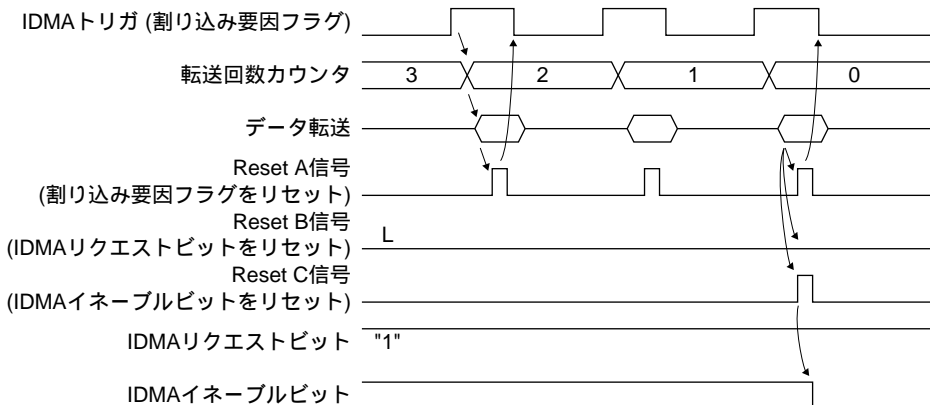 IDMAトリガ (割り込み要因フラグ)
転送回数カウンタ 3 2 1 0
データ転送
Reset A信号
(割り込み要因フラグをリセット)
Reset B信号
(IDMAリクエストビットをリセット) L
Reset C信号
(IDMAイネーブルビットをリセット)
IDMAリクエストビット "1"
IDMAイネーブルビット